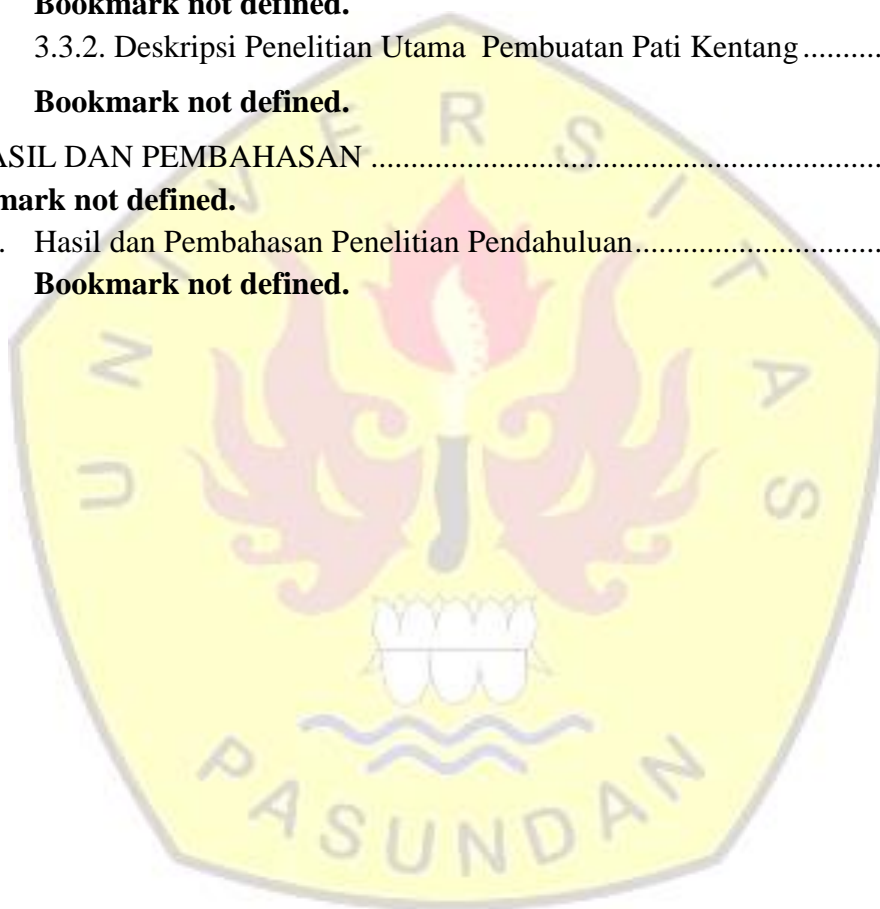 Bookmark not defined.
3.3.2. Deskripsi Penelitian Utama Pembuatan Pati Kentang ..........
Bookmark not defined.
ASIL DAN PEMBAHASAN ................................................................
mark not defined.
. Hasil dan Pembahasan Penelitian Pendahuluan...............................
Bookmark not defined.
UNIVERSITAS
PASUNDAN